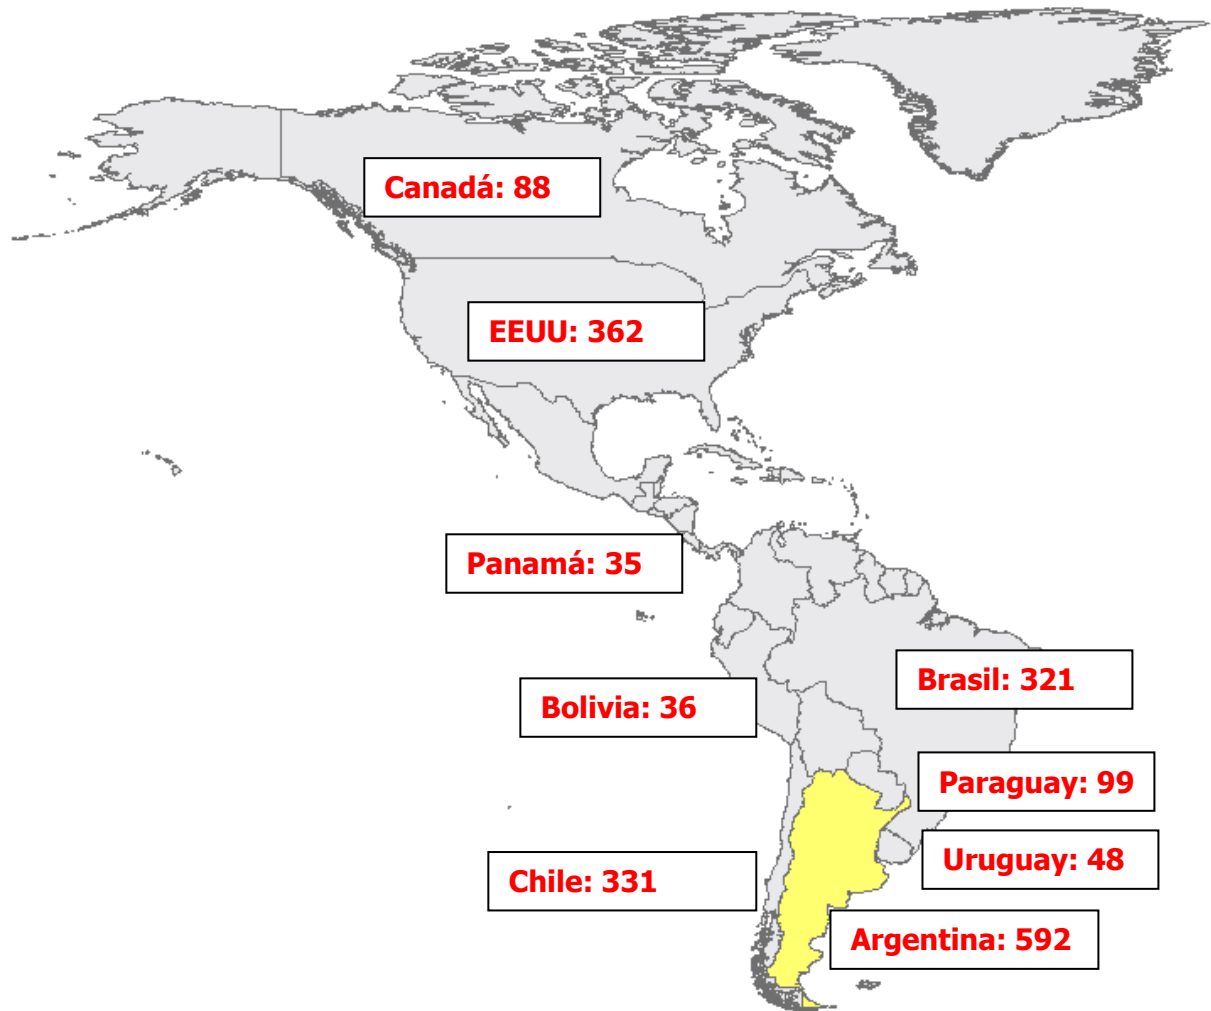 Canadá: 88
EEUU: 362
Panamá: 35
Brasil: 321
Bolivia: 36
Paraguay: 99
Uruguay: 48
Chile: 331
Argentina: 592